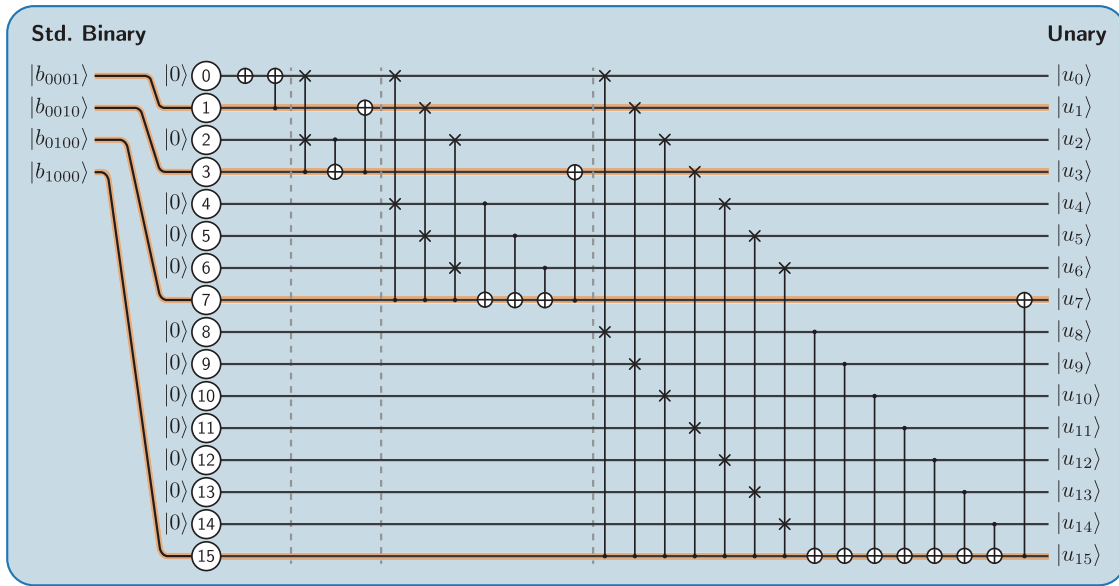 Std. Binary Unary
|b₀₀₀₁⟩ |0⟩ 0 |u₀⟩
|b₀₀₁₀⟩ 1 |u₁⟩
|b₀₁₀₀⟩ |0⟩ 2 |u₂⟩
|b₁₀₀₀⟩ 3 |u₃⟩
|0⟩ 4 |u₄⟩
|0⟩ 5 |u₅⟩
|0⟩ 6 |u₆⟩
7 |u₇⟩
|0⟩ 8 |u₈⟩
|0⟩ 9 |u₉⟩
|0⟩ 10 |u₁₀⟩
|0⟩ 11 |u₁₁⟩
|0⟩ 12 |u₁₂⟩
|0⟩ 13 |u₁₃⟩
|0⟩ 14 |u₁₄⟩
15 |u₁₅⟩